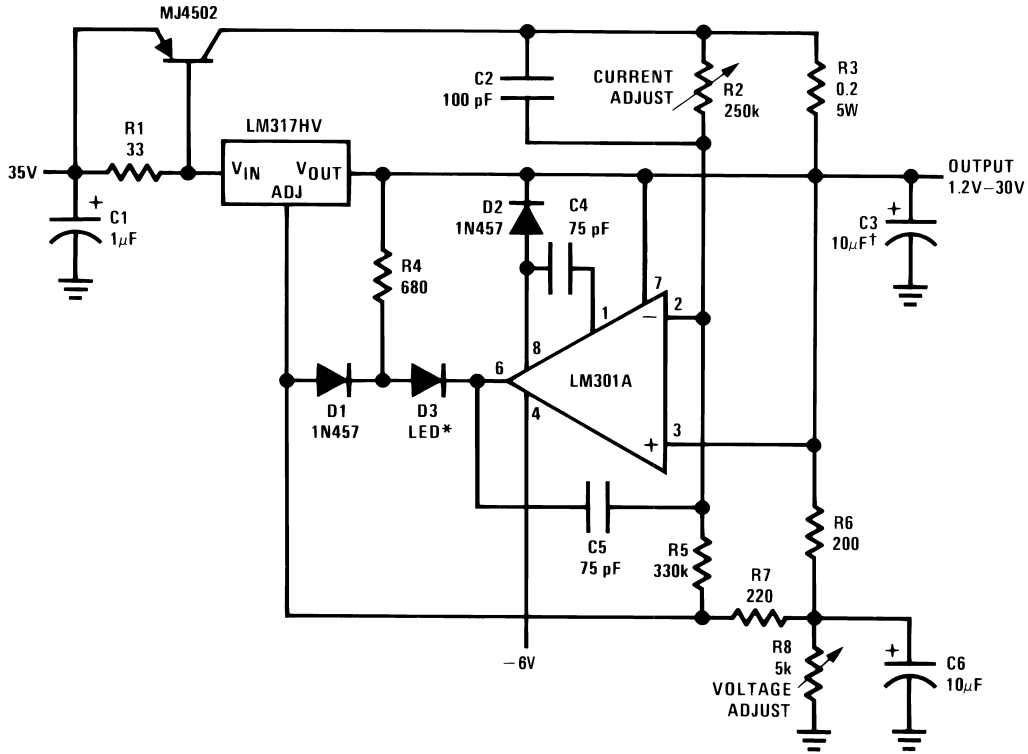 MJ4502
C2
100 pF
CURRENT
ADJUST
R2
250k
R3
0.2
5W
R1
33
LM317HV
35V
VIN
VOUT
ADJ
OUTPUT
1.2V–30V
+
C1
1μF
D2
1N457
C4
75 pF
+
C3
10μF†
R4
680
7
1
2
−
8
6
LM301A
D1
1N457
D3
LED*
4
+
3
C5
75 pF
R5
330k
R6
200
R7
220
−6V
R8
5k
VOLTAGE
ADJUST
+
C6
10μF